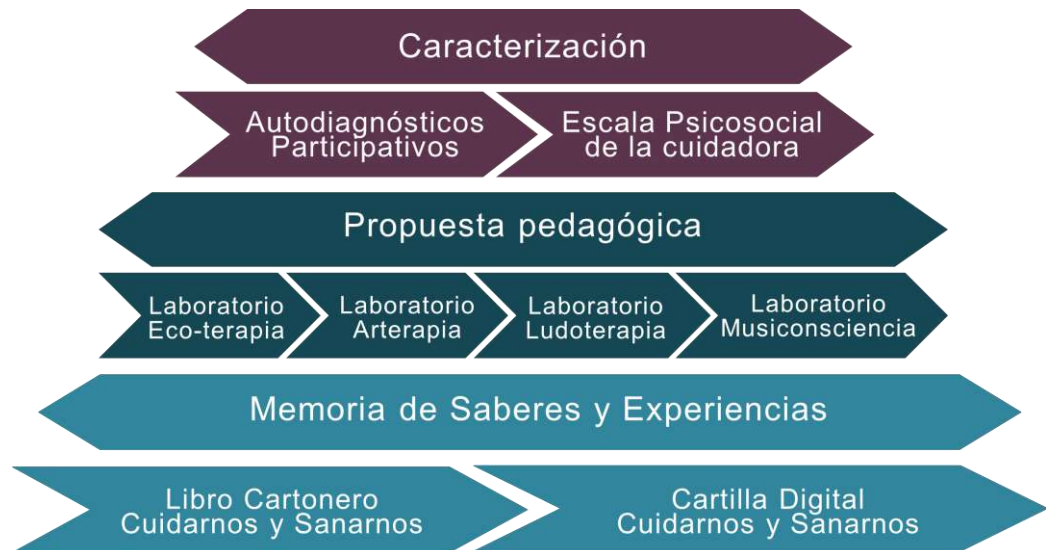 Caracterización
Autodiagnósticos
Participativos
Escala Psicosocial
de la cuidadora
Propuesta pedagógica
Laboratorio
Eco-terapia
Laboratorio
Arterapia
Laboratorio
Ludoterapia
Laboratorio
Musiconsciencia
Memoria de Saberes y Experiencias
Libro Cartonero
Cuidarnos y Sanarnos
Cartilla Digital
Cuidarnos y Sanarnos